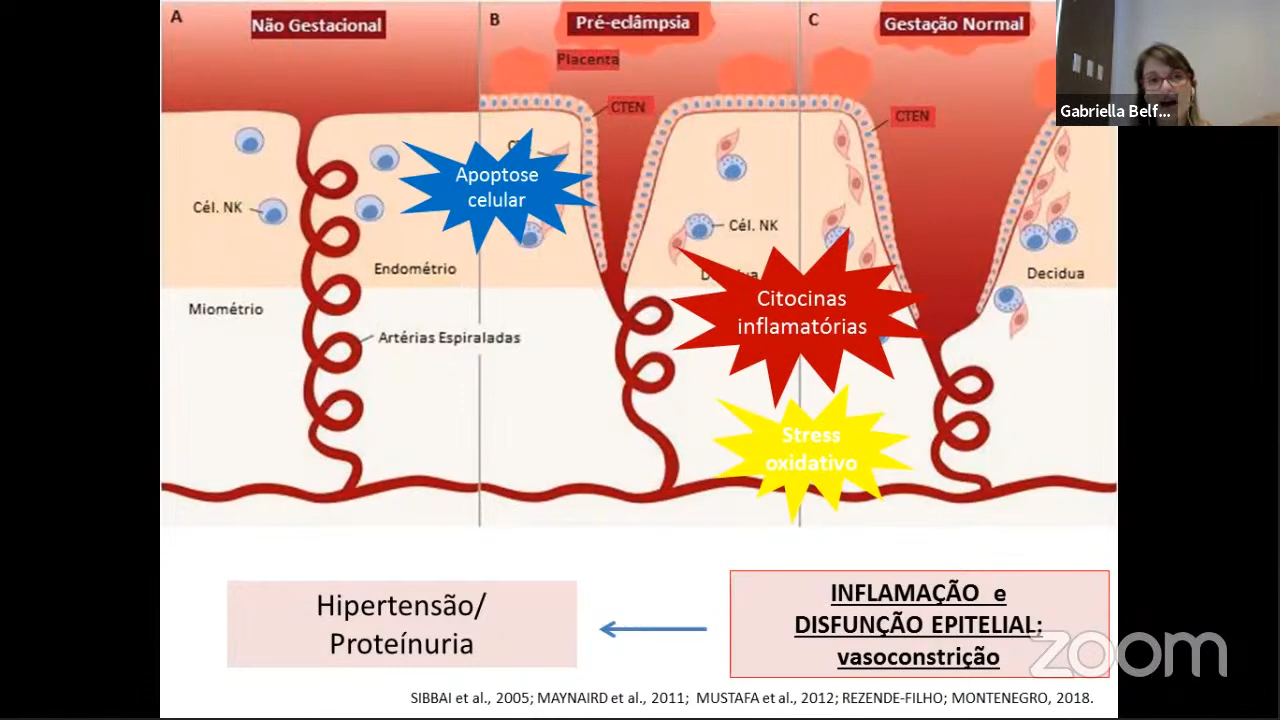 A
Não Gestacional
B
Pré-eclâmpsia
Placenta
CTEN
C
Gestação Normal
CTEN
Gabriella Belf...
Apoptose
celular
Cél. NK
Cél. NK
Endométrio
Decidua
Miométrio
Artérias Espiraladas
Citocinas
inflamatórias
Stress
oxidativo
Hipertensão/
Proteínuria
INFLAMAÇÃO e
DISFUNÇÃO EPITELIAL;
vasoconstrição
zoom
SIBBAI et al., 2005; MAYNAIRD et al., 2011; MUSTAFA et al., 2012; REZENDE-FILHO; MONTENEGRO, 2018.